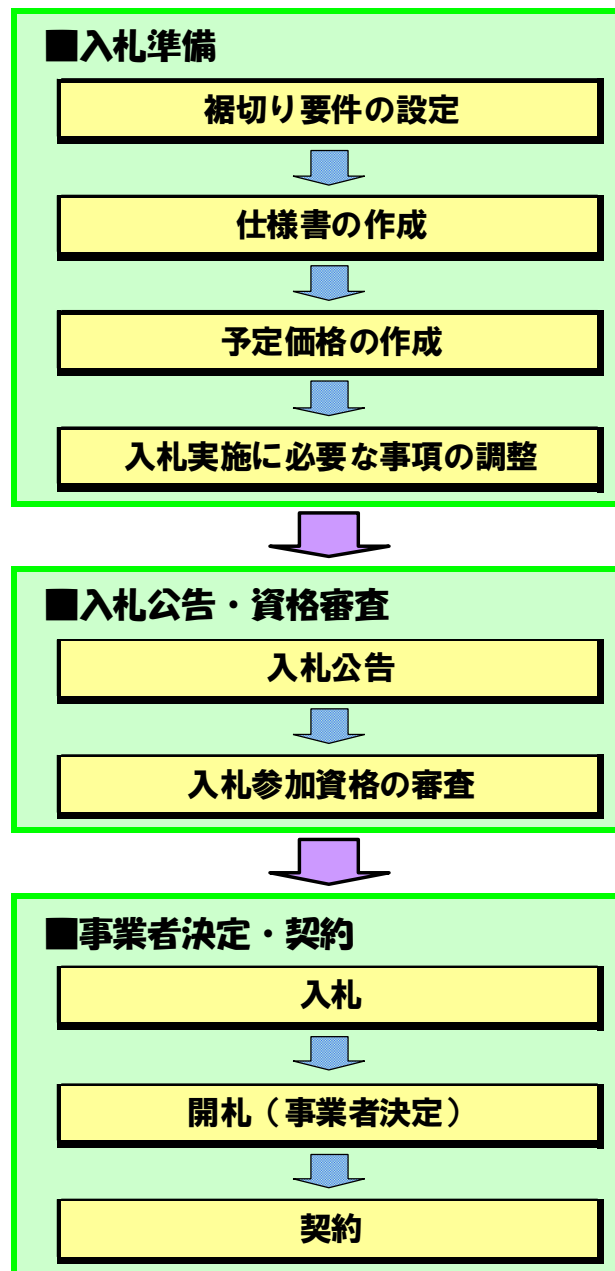 ■入札準備
裾切り要件の設定
仕様書の作成
予定価格の作成
入札実施に必要な事項の調整
■入札公告・資格審査
入札公告
入札参加資格の審査
■事業者決定・契約
入札
開札（事業者決定）
契約